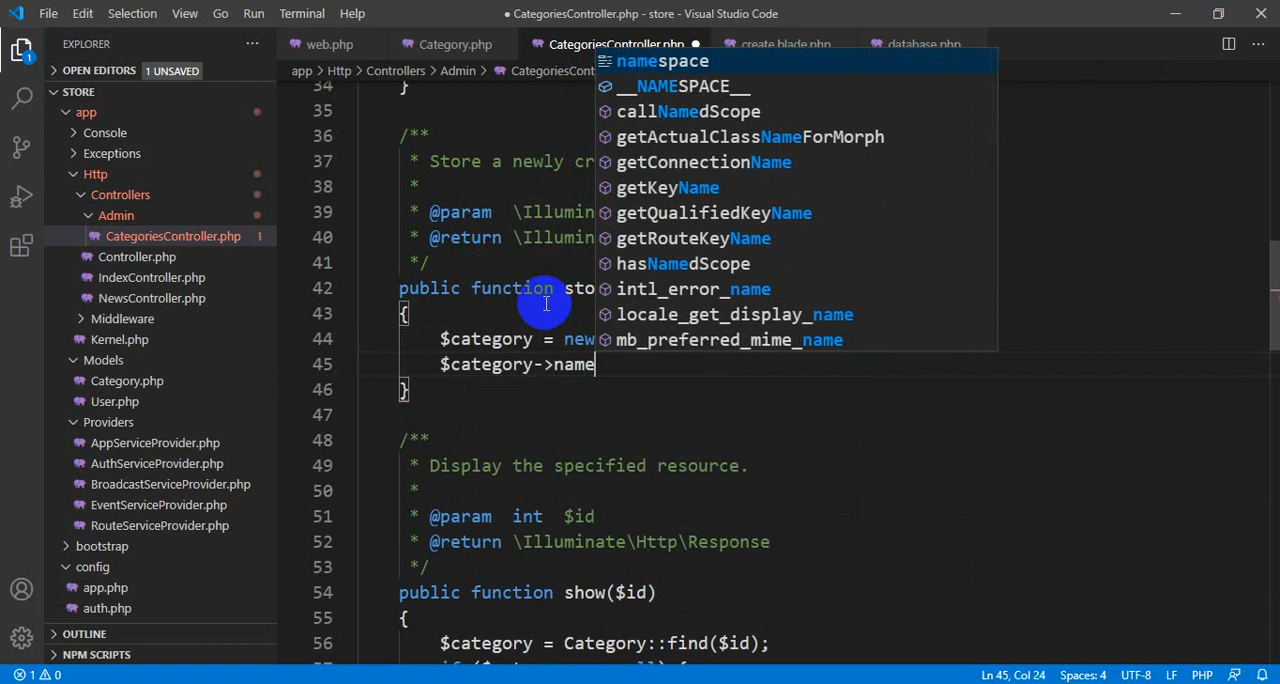 File Edit Selection View Go Run Terminal Help
● CategoriesController.php - store - Visual Studio Code
EXPLORER ···
OPEN EDITORS 1 UNSAVED
STORE
app
Console
Exceptions
Http
Controllers
Admin
CategoriesController.php 1
Controller.php
IndexController.php
NewsController.php
Middleware
Kernel.php
Models
Category.php
User.php
Providers
AppServiceProvider.php
AuthServiceProvider.php
BroadcastServiceProvider.php
EventServiceProvider.php
RouteServiceProvider.php
bootstrap
config
app.php
auth.php
OUTLINE
NPM SCRIPTS
web.php Category.php CategoriesController.php ● create.blade.php database.php
app > Http > Controllers > Admin > CategoriesCont
34 }
35
36 /**
37 * Store a newly cr
38 *
39 * @param \Illumin
40 * @return \Illumin
41 */
42 public function sto
43 {
44 $category = new
45 $category->name
46 }
47
48 /**
49 * Display the specified resource.
50 *
51 * @param int $id
52 * @return \Illuminate\Http\Response
53 */
54 public function show($id)
55 {
56 $category = Category::find($id);
namespace
__NAMESPACE__
callNamedScope
getActualClassNameForMorph
getConnectionName
getKeyName
getQualifiedKeyName
getRouteKeyName
hasNamedScope
intl_error_name
locale_get_display_name
mb_preferred_mime_name
1 0 Ln 45, Col 24 Spaces: 4 UTF-8 LF PHP